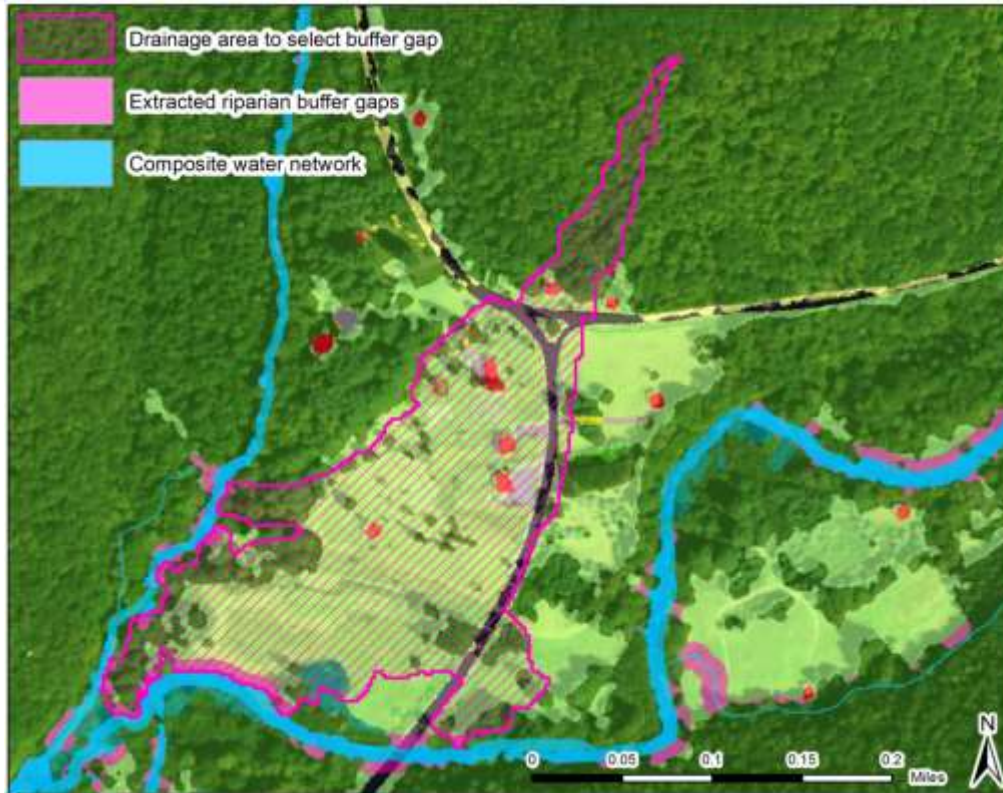 Drainage area to select buffer gap
Extracted riparian buffer gaps
Composite water network
N
0 0.05 0.1 0.15 0.2
Miles